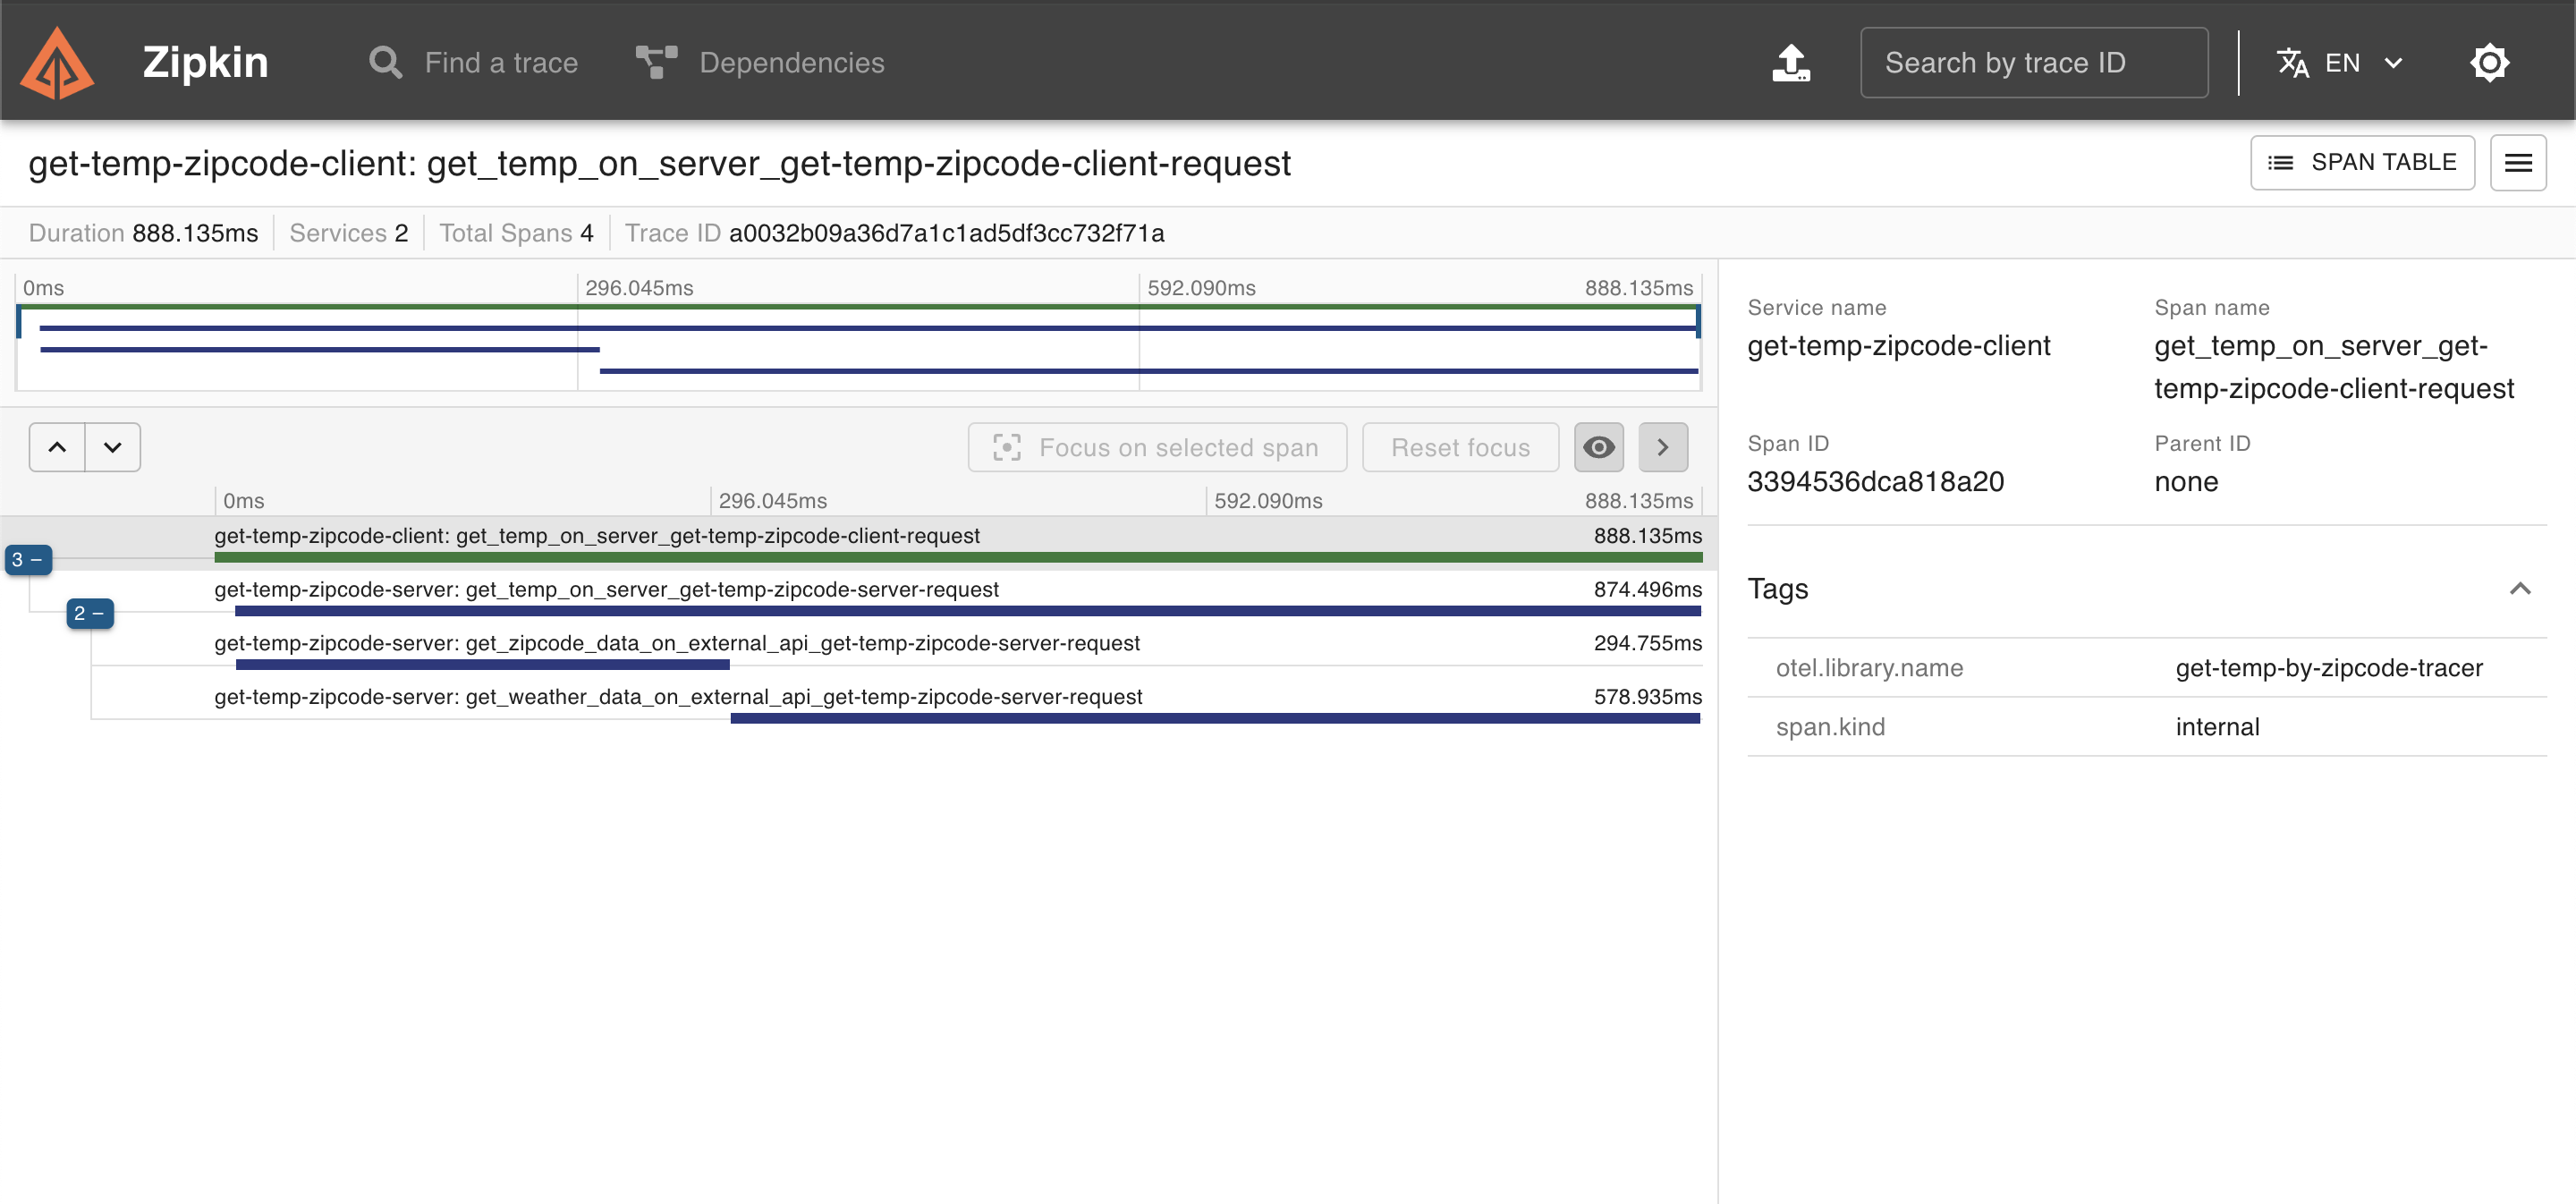 Zipkin
Find a trace
Dependencies
Search by trace ID
EN
get-temp-zipcode-client: get_temp_on_server_get-temp-zipcode-client-request
SPAN TABLE
Duration 888.135ms Services 2 Total Spans 4 Trace ID a0032b09a36d7a1c1ad5df3cc732f71a
0ms 296.045ms 592.090ms 888.135ms
Focus on selected span
Reset focus
0ms 296.045ms 592.090ms 888.135ms
get-temp-zipcode-client: get_temp_on_server_get-temp-zipcode-client-request 888.135ms
3 –
get-temp-zipcode-server: get_temp_on_server_get-temp-zipcode-server-request 874.496ms
2 –
get-temp-zipcode-server: get_zipcode_data_on_external_api_get-temp-zipcode-server-request 294.755ms
get-temp-zipcode-server: get_weather_data_on_external_api_get-temp-zipcode-server-request 578.935ms
Service name
get-temp-zipcode-client
Span name
get_temp_on_server_get-
temp-zipcode-client-request
Span ID
3394536dca818a20
Parent ID
none
Tags
otel.library.name get-temp-by-zipcode-tracer
span.kind internal